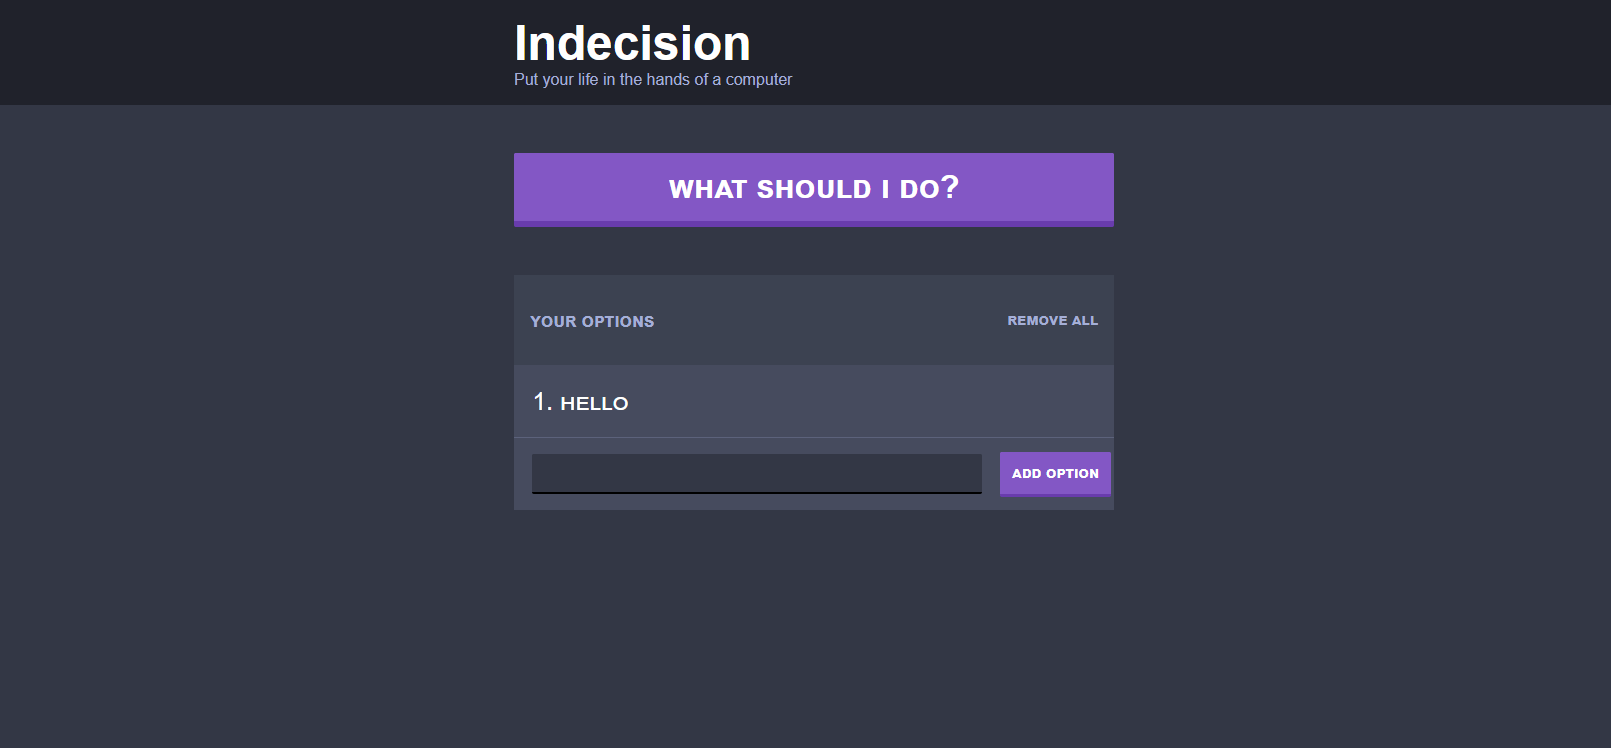 Indecision
Put your life in the hands of a computer
WHAT SHOULD I DO?
YOUR OPTIONS
REMOVE ALL
1. HELLO
ADD OPTION